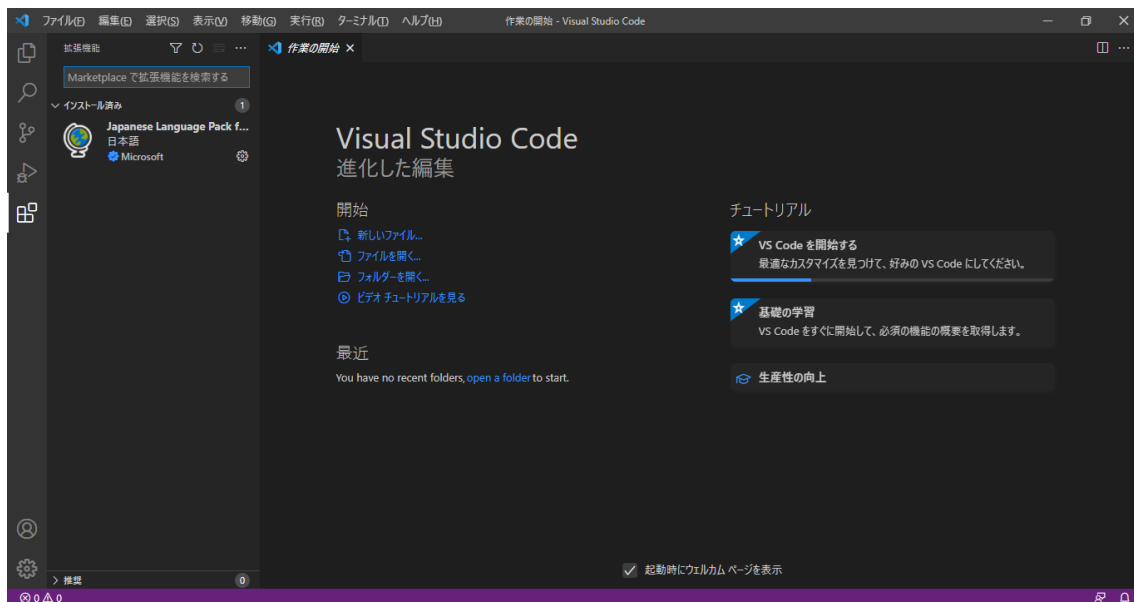 ファイル(F) 編集(E) 選択(S) 表示(V) 移動(G) 実行(R) ターミナル(T) ヘルプ(H) 作業の開始 - Visual Studio Code
拡張機能
作業の開始
Marketplace で拡張機能を検索する
インストール済み 1
Japanese Language Pack f...
日本語
Microsoft
Visual Studio Code
進化した編集
開始
新しいファイル...
ファイルを開く...
フォルダーを開く...
ビデオ チュートリアルを見る
最近
You have no recent folders, open a folder to start.
チュートリアル
VS Code を開始する
最適なカスタマイズを見つけて、好みの VS Code にしてください。
基礎の学習
VS Code をすぐに開始して、必須の機能の概要を取得します。
生産性の向上
起動時にウェルカム ページを表示
推奨 0
0 0